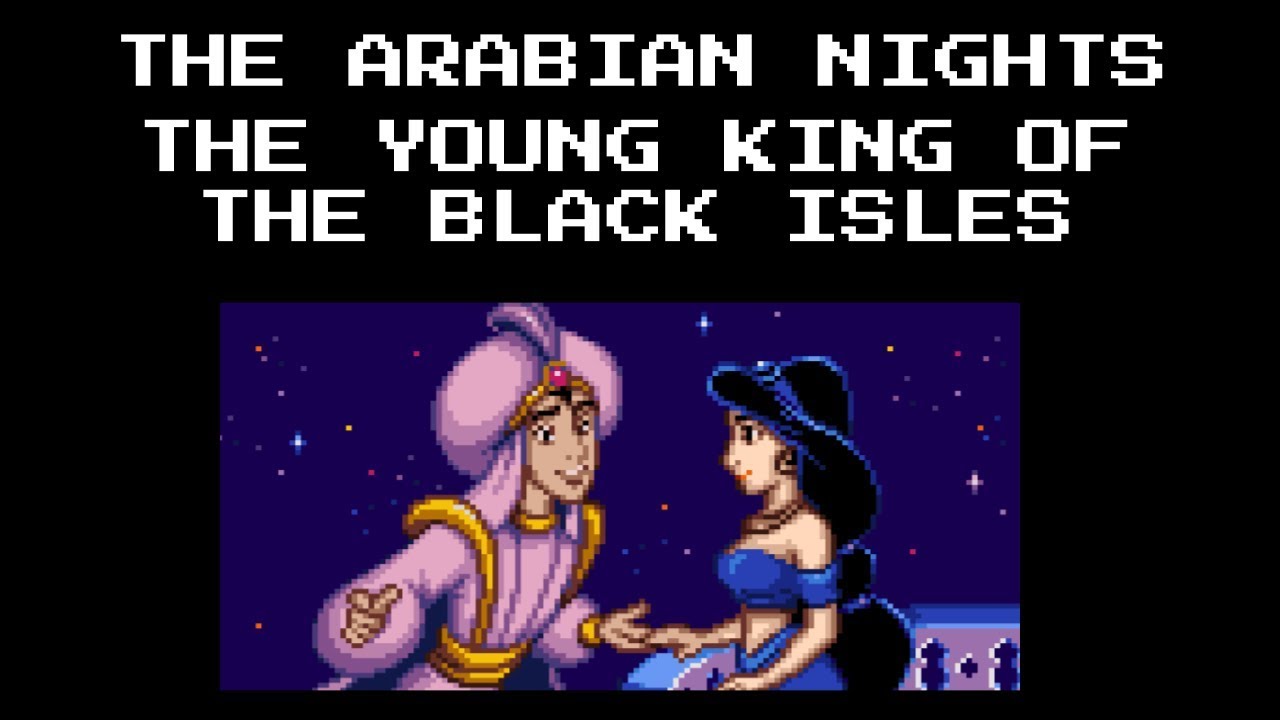 THE ARABIAN NIGHTS
THE YOUNG KING OF
THE BLACK ISLES